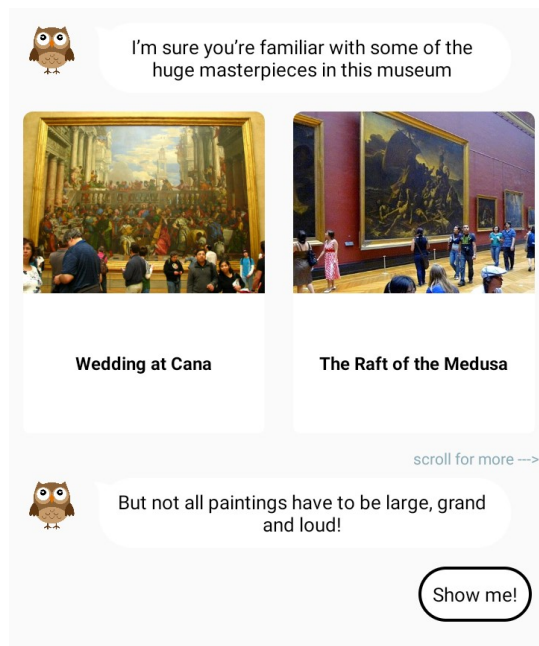 I’m sure you’re familiar with some of the
huge masterpieces in this museum
Wedding at Cana
The Raft of the Medusa
scroll for more --->
But not all paintings have to be large, grand
and loud!
Show me!